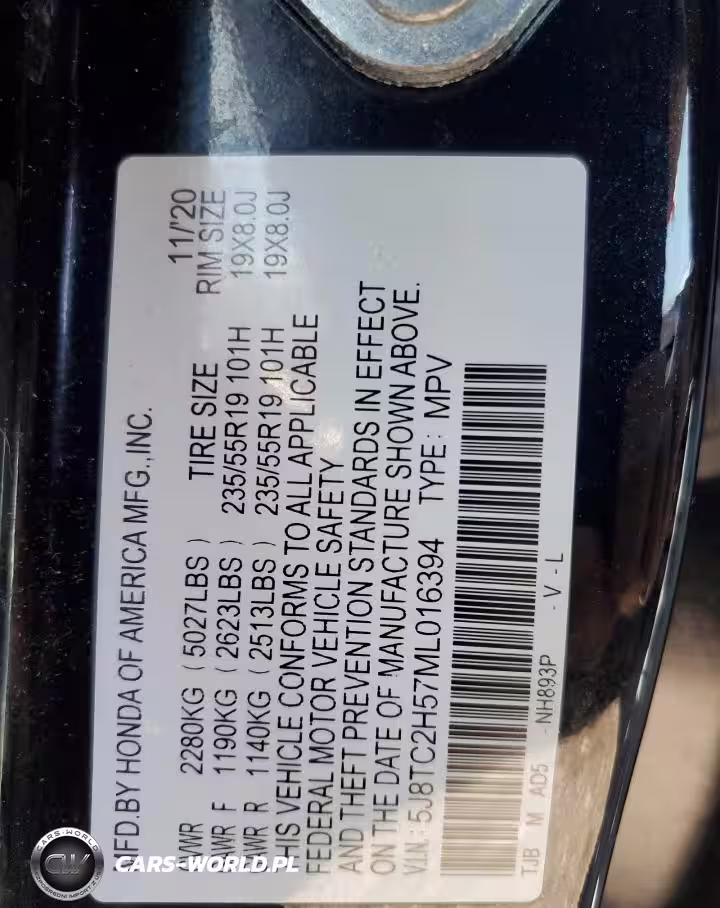 MFD.BY HONDA OF AMERICA MFG.,INC. 11/'20
GVWR 2280KG ( 5027LBS ) TIRE SIZE RIM SIZE
GAWR F 1190KG ( 2623LBS ) 235/55R19 101H 19X8.0J
GAWR R 1140KG ( 2513LBS ) 235/55R19 101H 19X8.0J
THIS VEHICLE CONFORMS TO ALL APPLICABLE
FEDERAL MOTOR VEHICLE SAFETY
AND THEFT PREVENTION STANDARDS IN EFFECT
ON THE DATE OF MANUFACTURE SHOWN ABOVE.
V.I.N.: 5J8TC2H57ML016394 TYPE: MPV
TJB M AD5 -NH893P -V-L
CARS-WORLD
CW
CARS-WORLD.PL